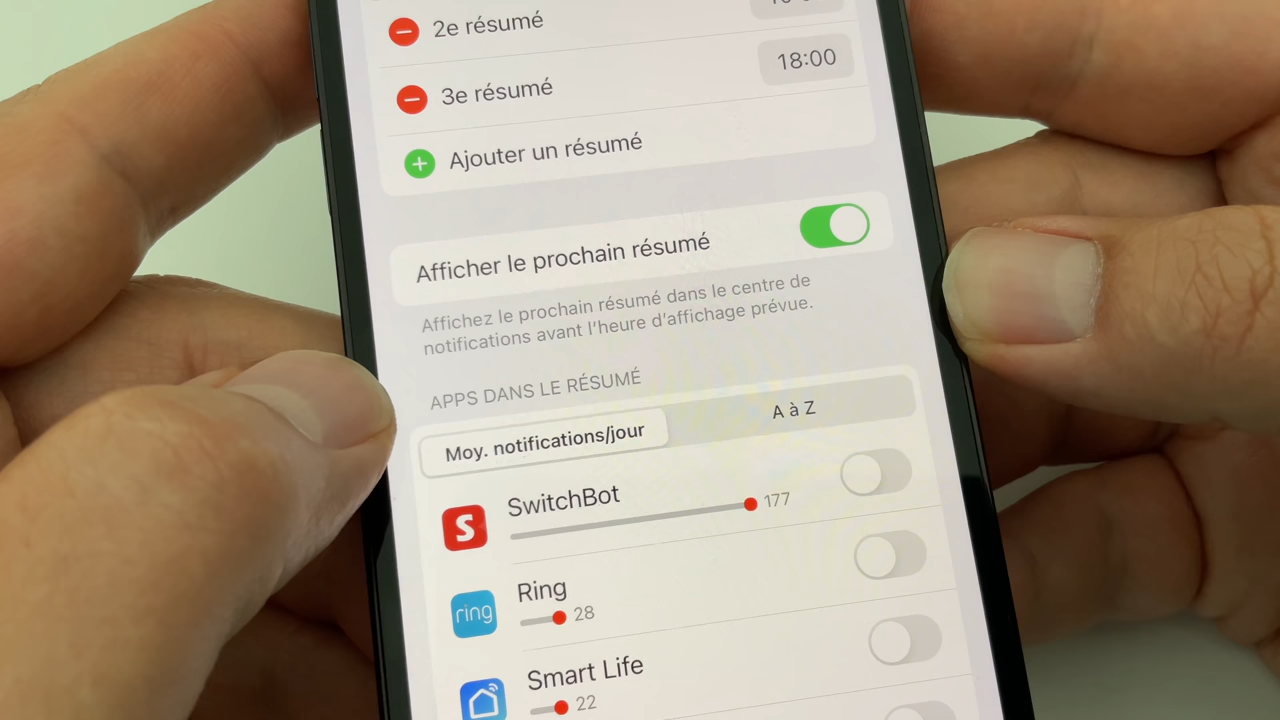 2e résumé
3e résumé
18:00
Ajouter un résumé
Afficher le prochain résumé
Affichez le prochain résumé dans le centre de
notifications avant l'heure d'affichage prévue.
APPS DANS LE RÉSUMÉ
Moy. notifications/jour
A à Z
S
SwitchBot
177
ring
Ring
28
Smart Life
22